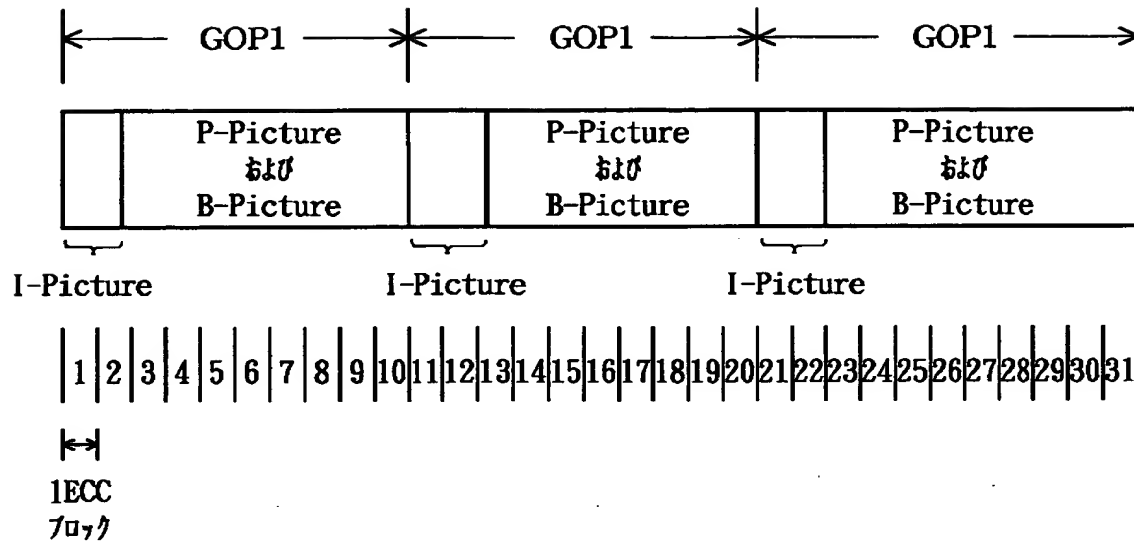 GOP1 GOP1 GOP1
P-Picture P-Picture P-Picture
および および および
B-Picture B-Picture B-Picture
I-Picture I-Picture I-Picture
1 2 3 4 5 6 7 8 9 10 11 12 13 14 15 16 17 18 19 20 21 22 23 24 25 26 27 28 29 30 31
1ECC
ブロック